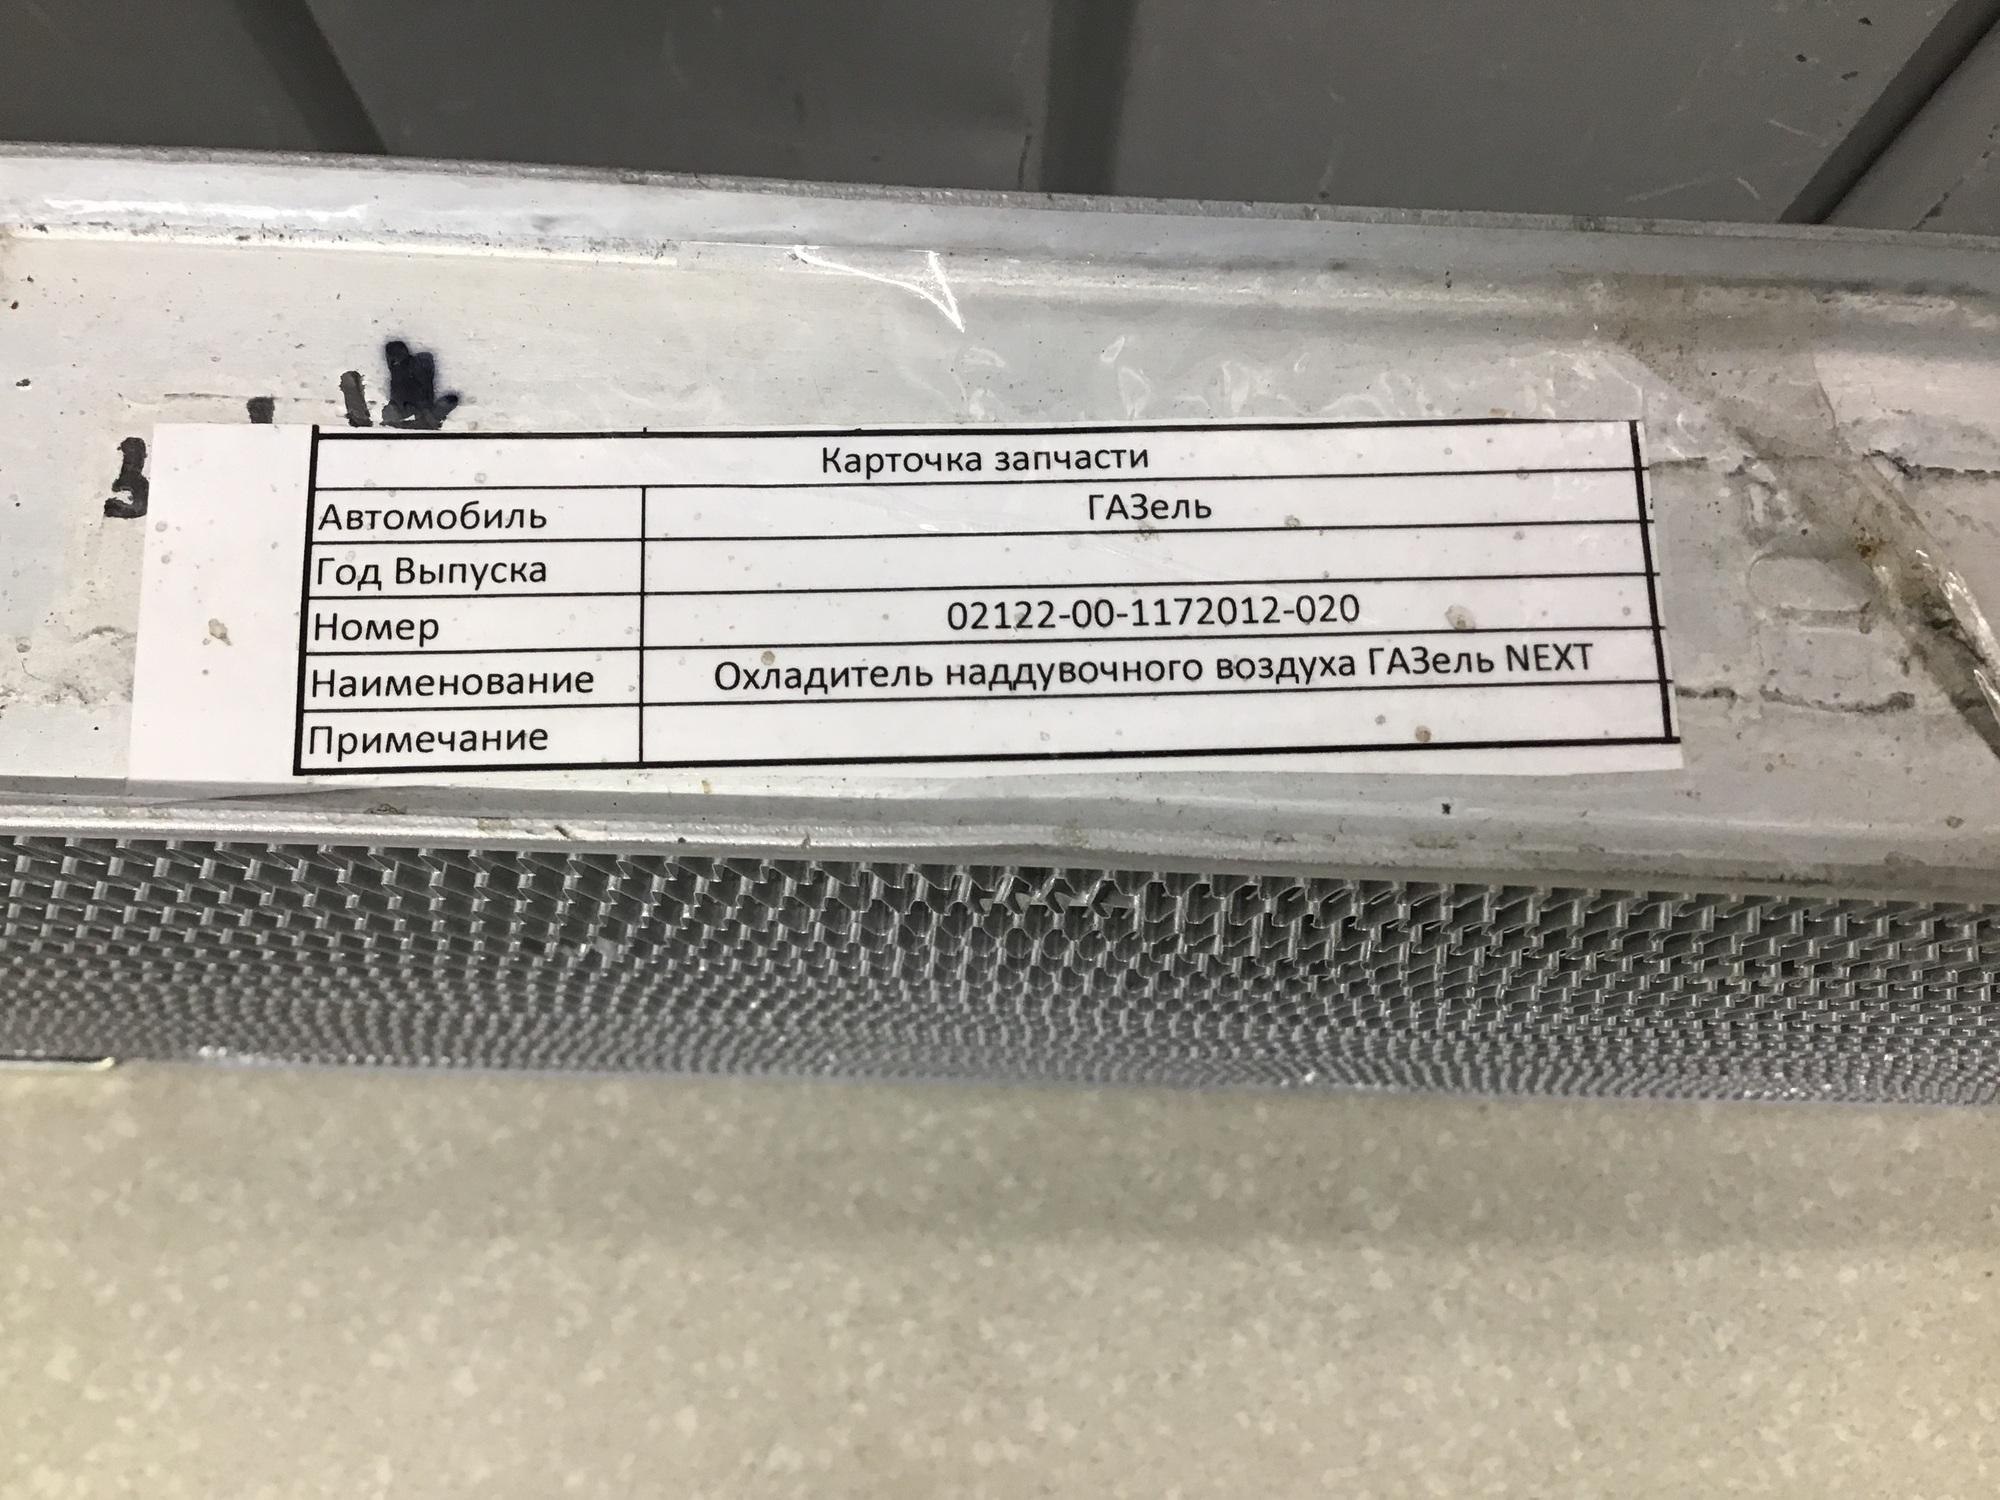 Карточка запчасти
Автомобиль ГАЗель
Год Выпуска
Номер 02122-00-1172012-020
Наименование Охладитель наддувочного воздуха ГАЗель NEXT
Примечание